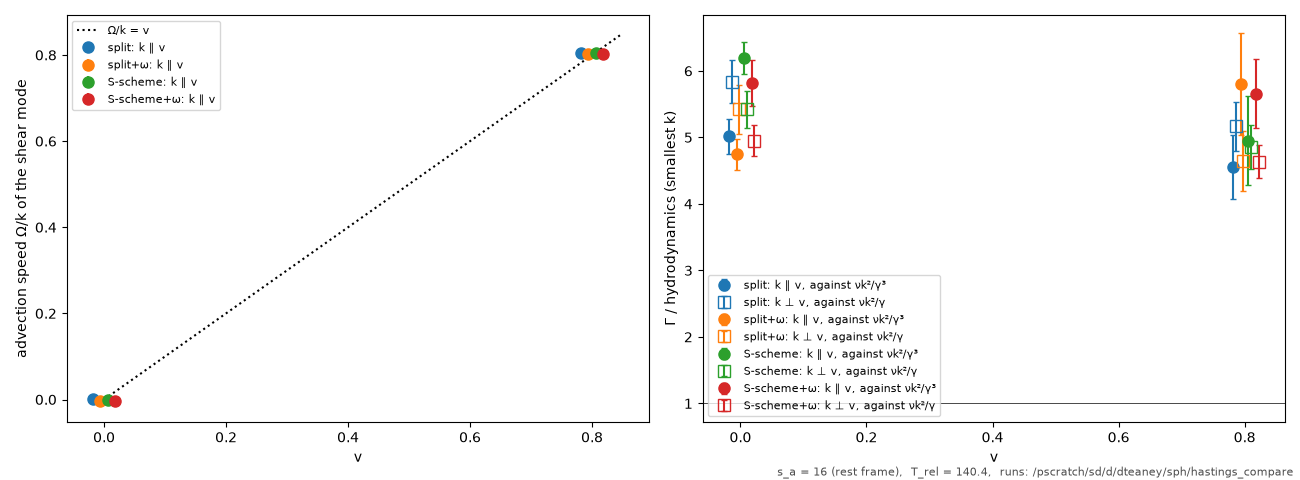 advection speed Ω/k of the shear mode
0.8
0.6
0.4
0.2
0.0
0.0
0.2
0.4
0.6
0.8
v
Ω/k = v
split: k ∥ v
split+ω: k ∥ v
S-scheme: k ∥ v
S-scheme+ω: k ∥ v
Γ / hydrodynamics (smallest k)
6
5
4
3
2
1
0.0
0.2
0.4
0.6
0.8
v
split: k ∥ v, against νk²/γ³
split: k ⊥ v, against νk²/γ
split+ω: k ∥ v, against νk²/γ³
split+ω: k ⊥ v, against νk²/γ
S-scheme: k ∥ v, against νk²/γ³
S-scheme: k ⊥ v, against νk²/γ
S-scheme+ω: k ∥ v, against νk²/γ³
S-scheme+ω: k ⊥ v, against νk²/γ
s_a = 16 (rest frame), T_rel = 140.4, runs: /pscratch/sd/d/dteaney/sph/hastings_compare